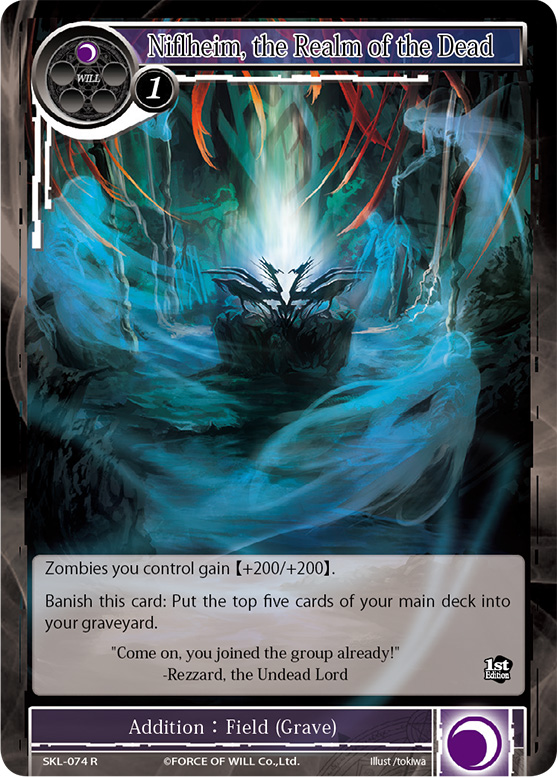 Niflheim, the Realm of the Dead
WILL
1
Zombies you control gain 【+200/+200】.
Banish this card: Put the top five cards of your main deck into
your graveyard.
"Come on, you joined the group already!"
-Rezzard, the Undead Lord
1st
Edition
Addition : Field (Grave)
SKL-074 R ©FORCE OF WILL Co.,Ltd. Illust /tokiwa